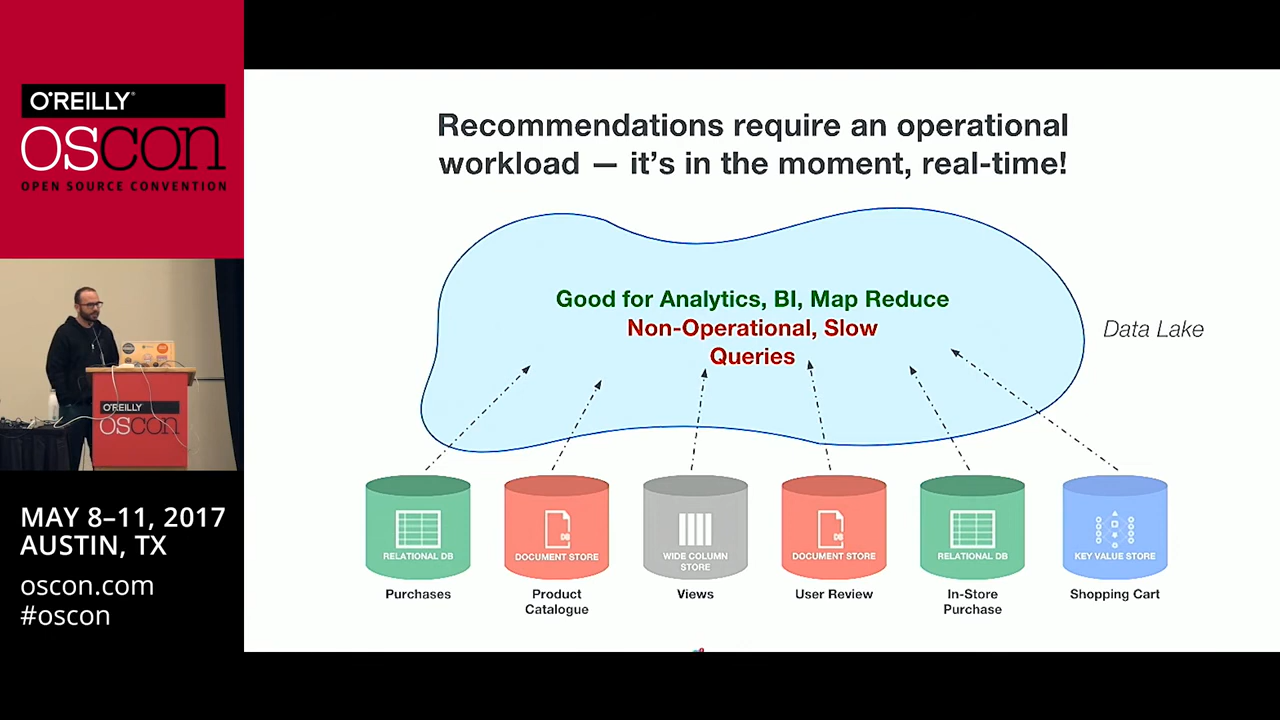 O'REILLY®
OSCON
OPEN SOURCE CONVENTION
O'REILLY
OSCON
MAY 8–11, 2017
AUSTIN, TX
oscon.com
#oscon
Recommendations require an operational
workload — it's in the moment, real-time!
Good for Analytics, BI, Map Reduce
Non-Operational, Slow
Queries
Data Lake
RELATIONAL DB
DB
DOCUMENT STORE
WIDE COLUMN
STORE
DB
DOCUMENT STORE
RELATIONAL DB
KEY VALUE STORE
Purchases
Product
Catalogue
Views
User Review
In-Store
Purchase
Shopping Cart